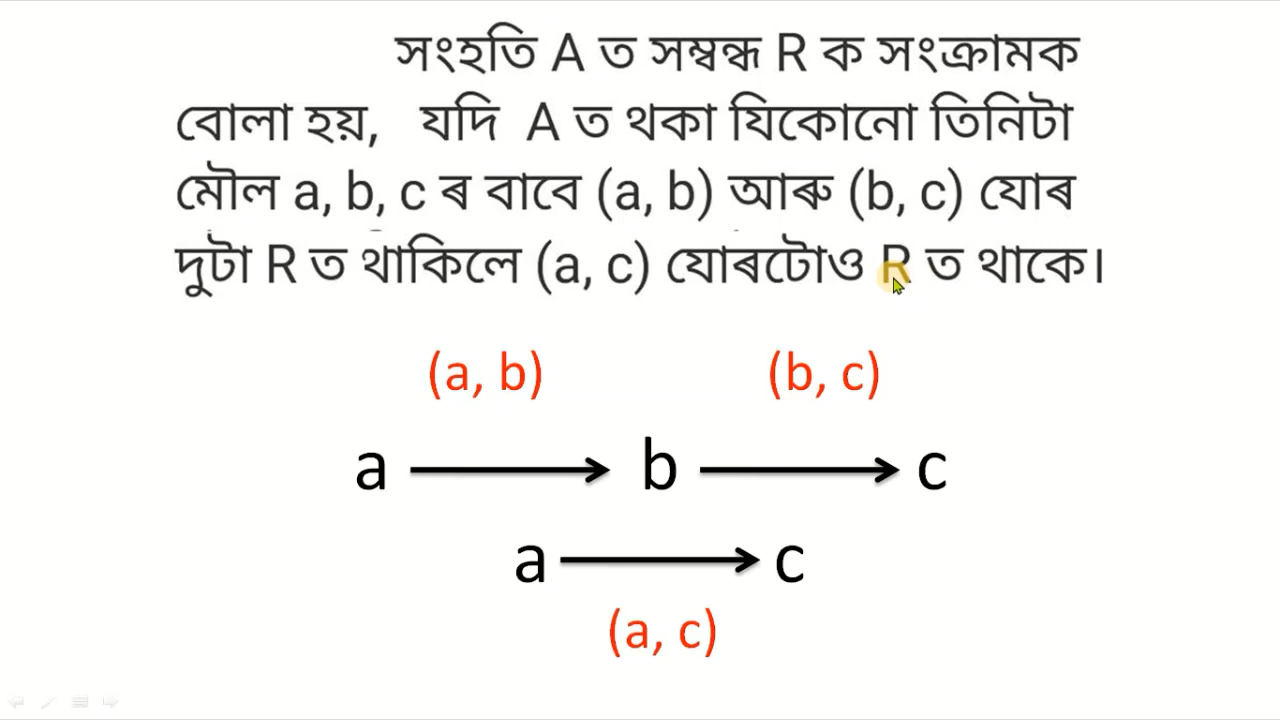 সংহতি A ত সম্বন্ধ R ক সংক্ৰামক
বোলা হয়, যদি A ত থকা যিকোনো তিনিটা
মৌল a, b, c ৰ বাবে (a, b) আৰু (b, c) যোৰ
দুটা R ত থাকিলে (a, c) যোৰটোও R ত থাকে।
(a, b) (b, c)
a b c
a c
(a, c)